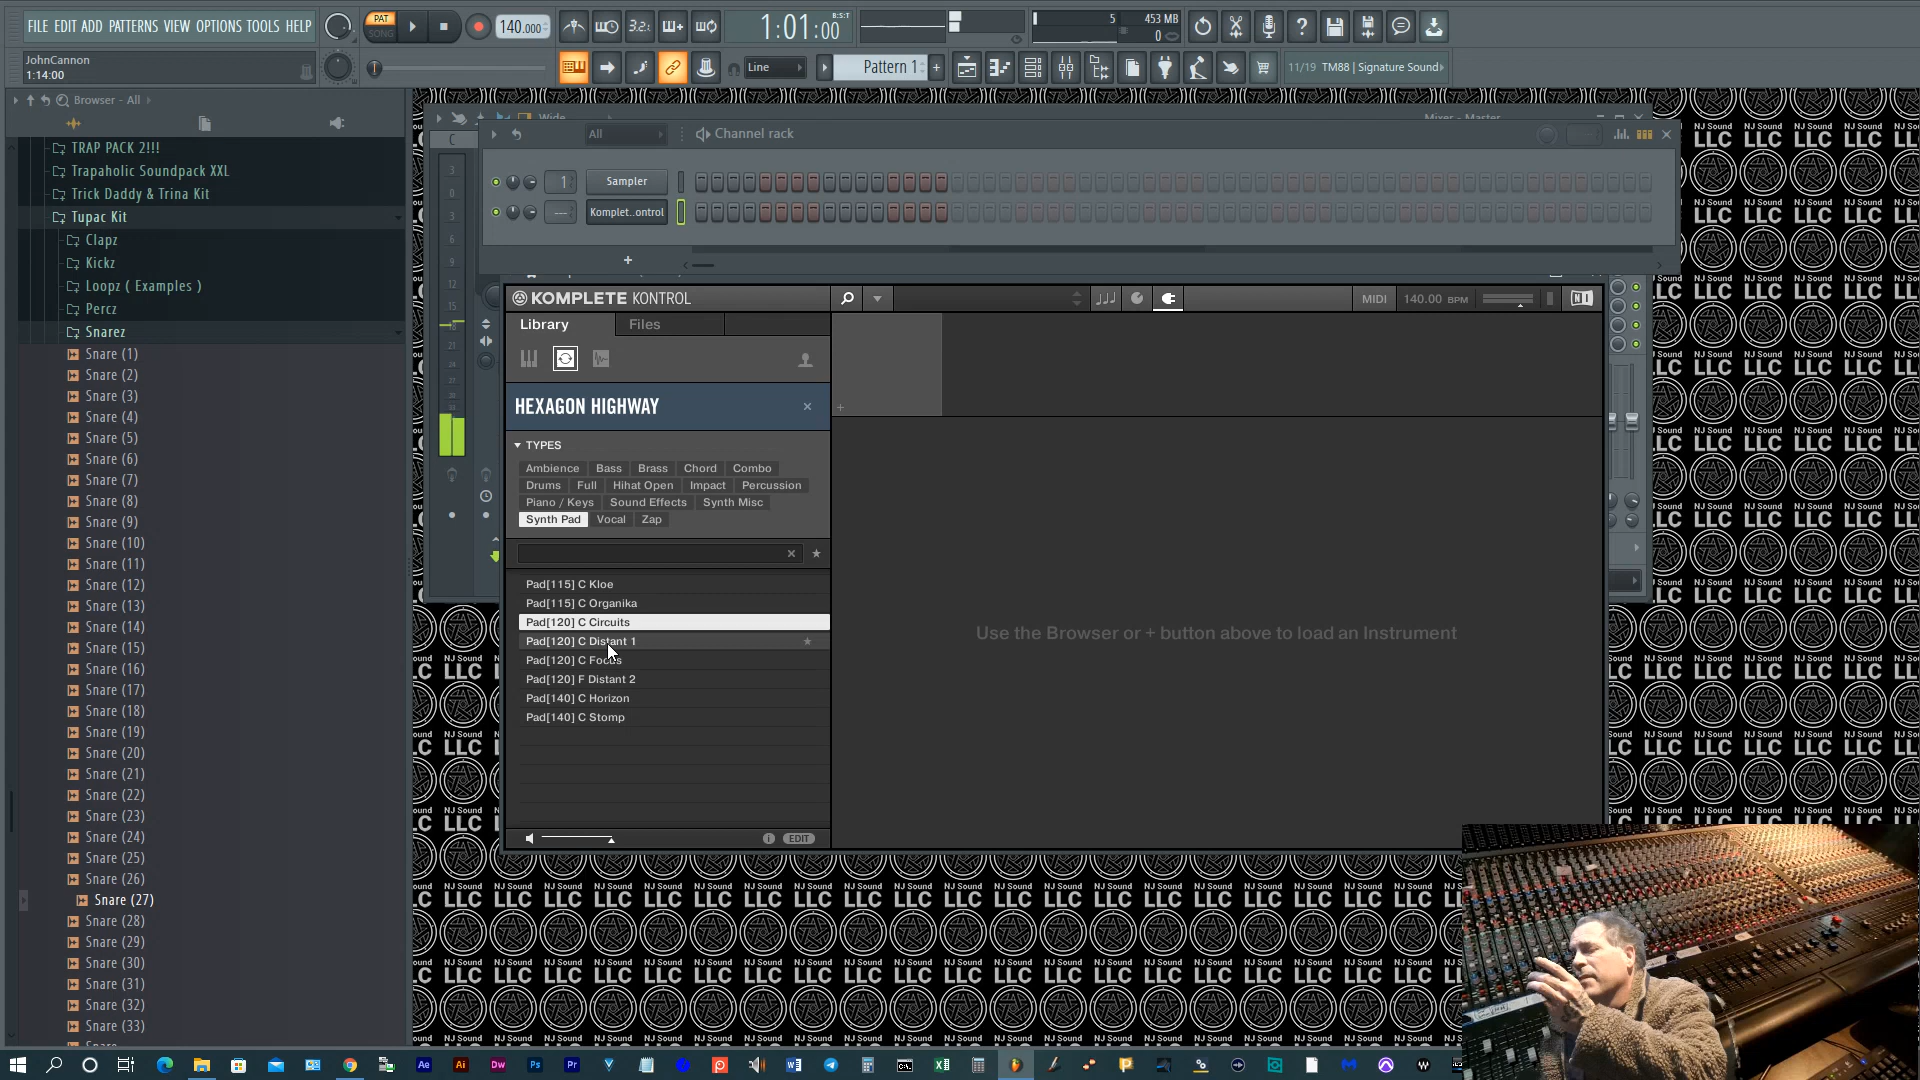 FILE EDIT ADD PATTERNS VIEW OPTIONS TOOLS HELP
PAT
SONG
140.000
3.2.
1:01:00
B:S:T
5
453 MB
0
JohnCannon
1:14:00
Line
Pattern 1
11/19 TM88 | Signature Sound
Browser - All
TRAP PACK 2!!!
Trapaholic Soundpack XXL
Trick Daddy & Trina Kit
Tupac Kit
Clapz
Kickz
Loopz ( Examples )
Percz
Snarez
Snare (1)
Snare (2)
Snare (3)
Snare (4)
Snare (5)
Snare (6)
Snare (7)
Snare (8)
Snare (9)
Snare (10)
Snare (11)
Snare (12)
Snare (13)
Snare (14)
Snare (15)
Snare (16)
Snare (17)
Snare (18)
Snare (19)
Snare (20)
Snare (21)
Snare (22)
Snare (23)
Snare (24)
Snare (25)
Snare (26)
Snare (27)
Snare (28)
Snare (29)
Snare (30)
Snare (31)
Snare (32)
Snare (33)
Wide
Mixer - Master
All
Channel rack
1
Sampler
---
Komplet..ontrol
KOMPLETE KONTROL
MIDI
140.00 BPM
Library
Files
HEXAGON HIGHWAY
TYPES
Ambience Bass Brass Chord Combo
Drums Full Hihat Open Impact Percussion
Piano / Keys Sound Effects Synth Misc
Synth Pad Vocal Zap
Pad[115] C Kloe
Pad[115] C Organika
Pad[120] C Circuits
Pad[120] C Distant 1
Pad[120] C Focus
Pad[120] F Distant 2
Pad[140] C Horizon
Pad[140] C Stomp
EDIT
Use the Browser or + button above to load an Instrument
NJ Sound
LLC